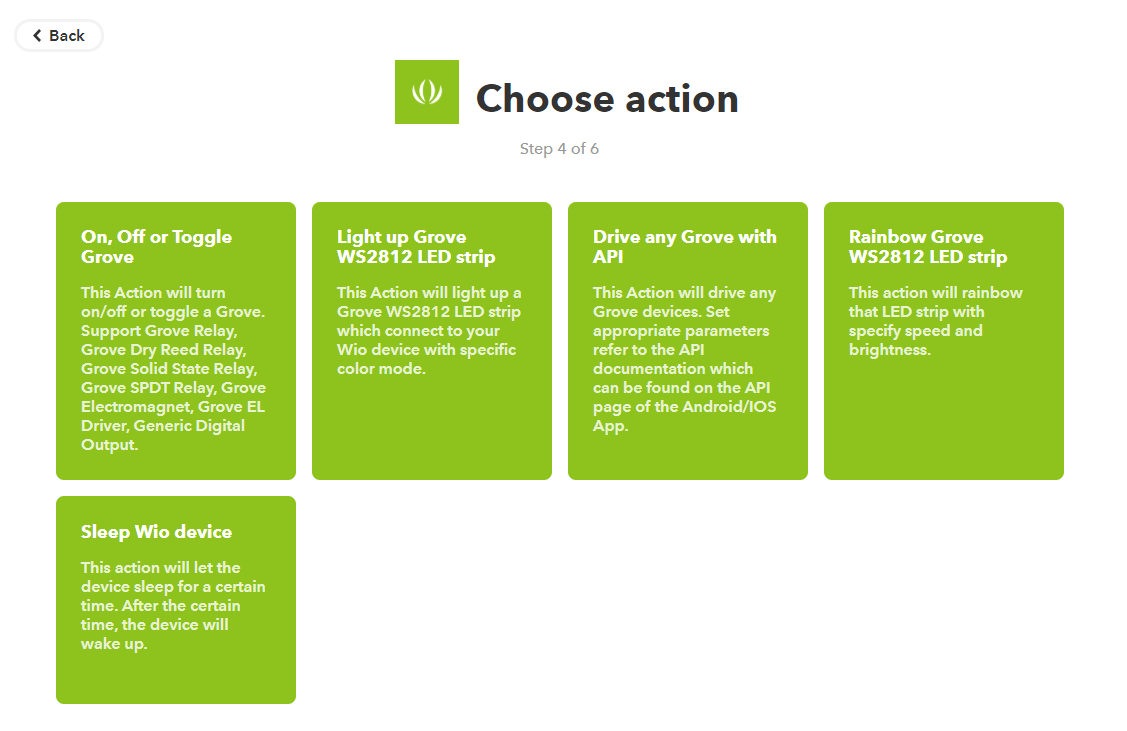 Back
Choose action
Step 4 of 6
On, Off or Toggle
Grove
This Action will turn
on/off or toggle a Grove.
Support Grove Relay,
Grove Dry Reed Relay,
Grove Solid State Relay,
Grove SPDT Relay, Grove
Electromagnet, Grove EL
Driver, Generic Digital
Output.
Light up Grove
WS2812 LED strip
This Action will light up a
Grove WS2812 LED strip
which connect to your
Wio device with specific
color mode.
Drive any Grove with
API
This Action will drive any
Grove devices. Set
appropriate parameters
refer to the API
documentation which
can be found on the API
page of the Android/IOS
App.
Rainbow Grove
WS2812 LED strip
This action will rainbow
that LED strip with
specify speed and
brightness.
Sleep Wio device
This action will let the
device sleep for a certain
time. After the certain
time, the device will
wake up.